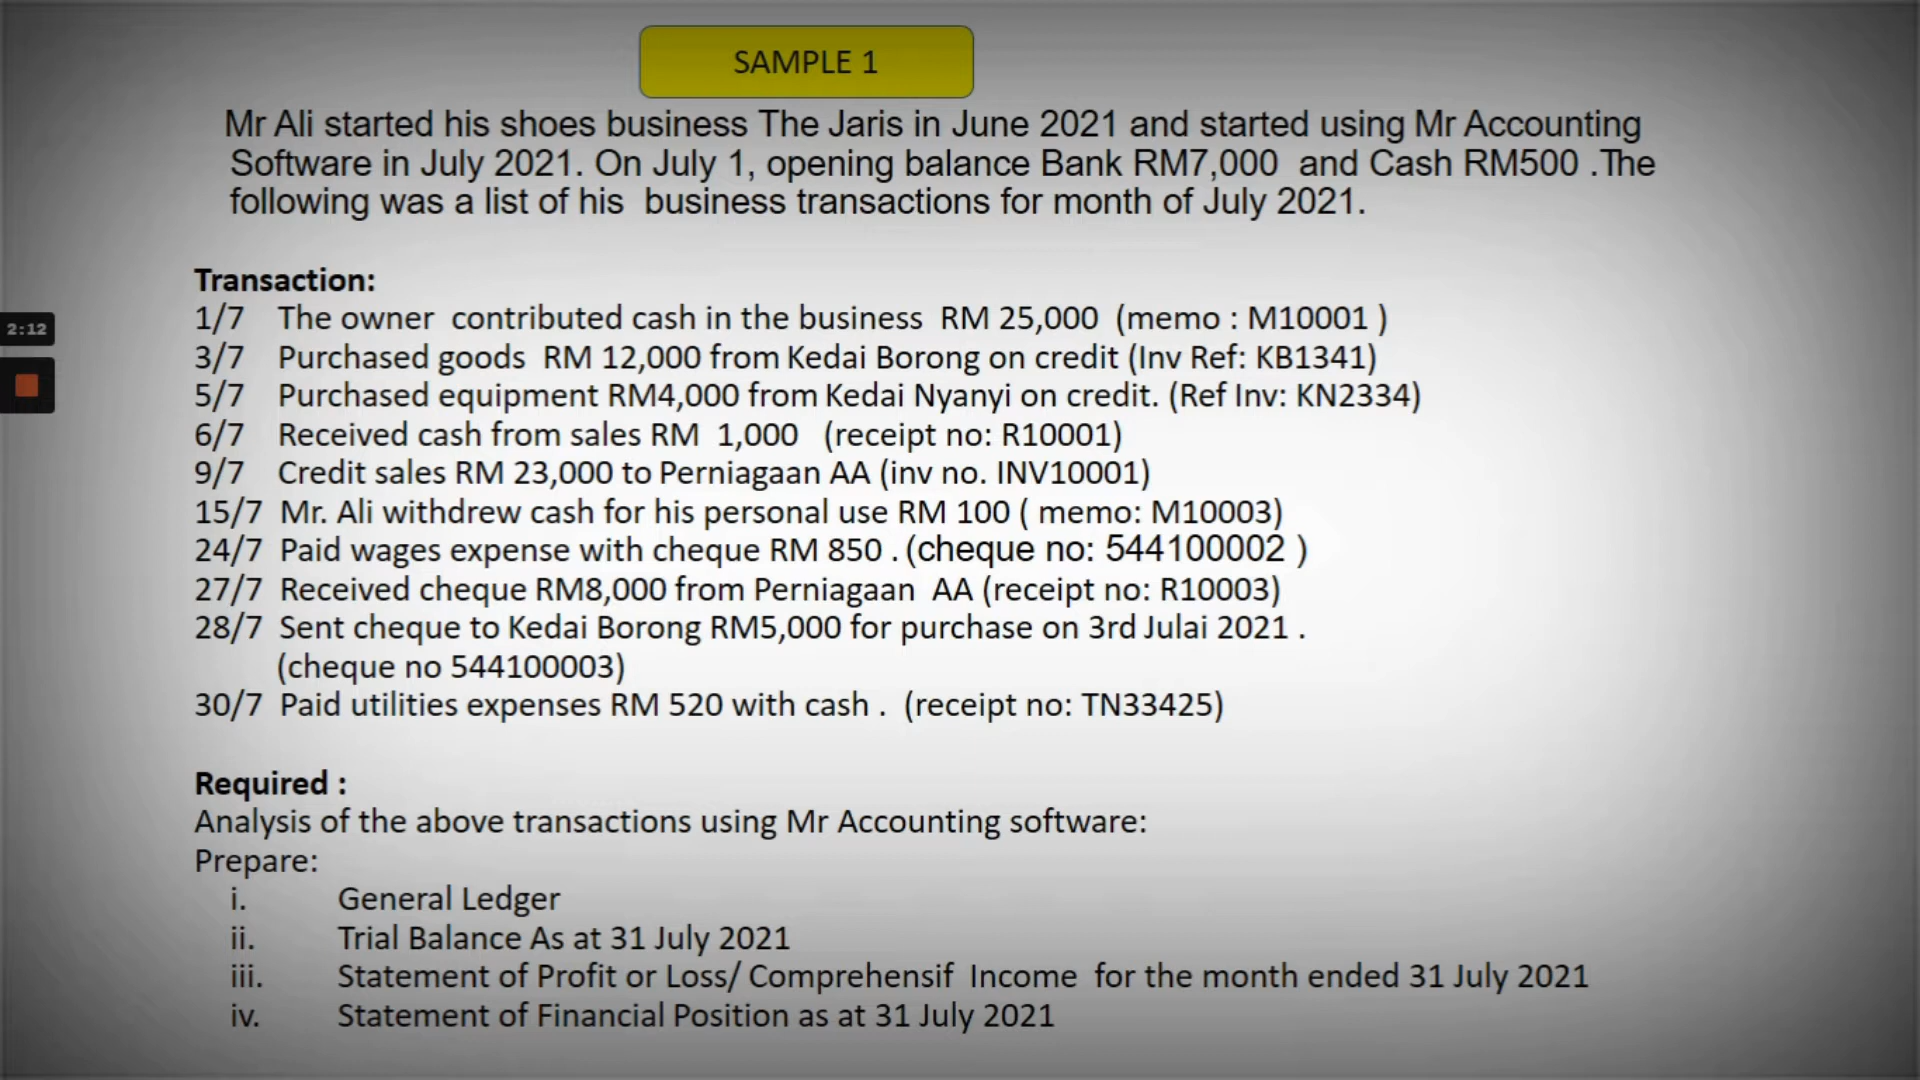 SAMPLE 1
Mr Ali started his shoes business The Jaris in June 2021 and started using Mr Accounting
Software in July 2021. On July 1, opening balance Bank RM7,000 and Cash RM500 .The
following was a list of his business transactions for month of July 2021.
Transaction:
1/7 The owner contributed cash in the business RM 25,000 (memo : M10001 )
2:12
3/7 Purchased goods RM 12,000 from Kedai Borong on credit (Inv Ref: KB1341)
5/7 Purchased equipment RM4,000 from Kedai Nyanyi on credit. (Ref Inv: KN2334)
6/7 Received cash from sales RM 1,000 (receipt no: R10001)
9/7 Credit sales RM 23,000 to Perniagaan AA (inv no. INV10001)
15/7 Mr. Ali withdrew cash for his personal use RM 100 ( memo: M10003)
24/7 Paid wages expense with cheque RM 850 . (cheque no: 544100002 )
27/7 Received cheque RM8,000 from Perniagaan AA (receipt no: R10003)
28/7 Sent cheque to Kedai Borong RM5,000 for purchase on 3rd Julai 2021 .
(cheque no 544100003)
30/7 Paid utilities expenses RM 520 with cash . (receipt no: TN33425)
Required :
Analysis of the above transactions using Mr Accounting software:
Prepare:
i. General Ledger
ii. Trial Balance As at 31 July 2021
iii. Statement of Profit or Loss/ Comprehensif Income for the month ended 31 July 2021
iv. Statement of Financial Position as at 31 July 2021